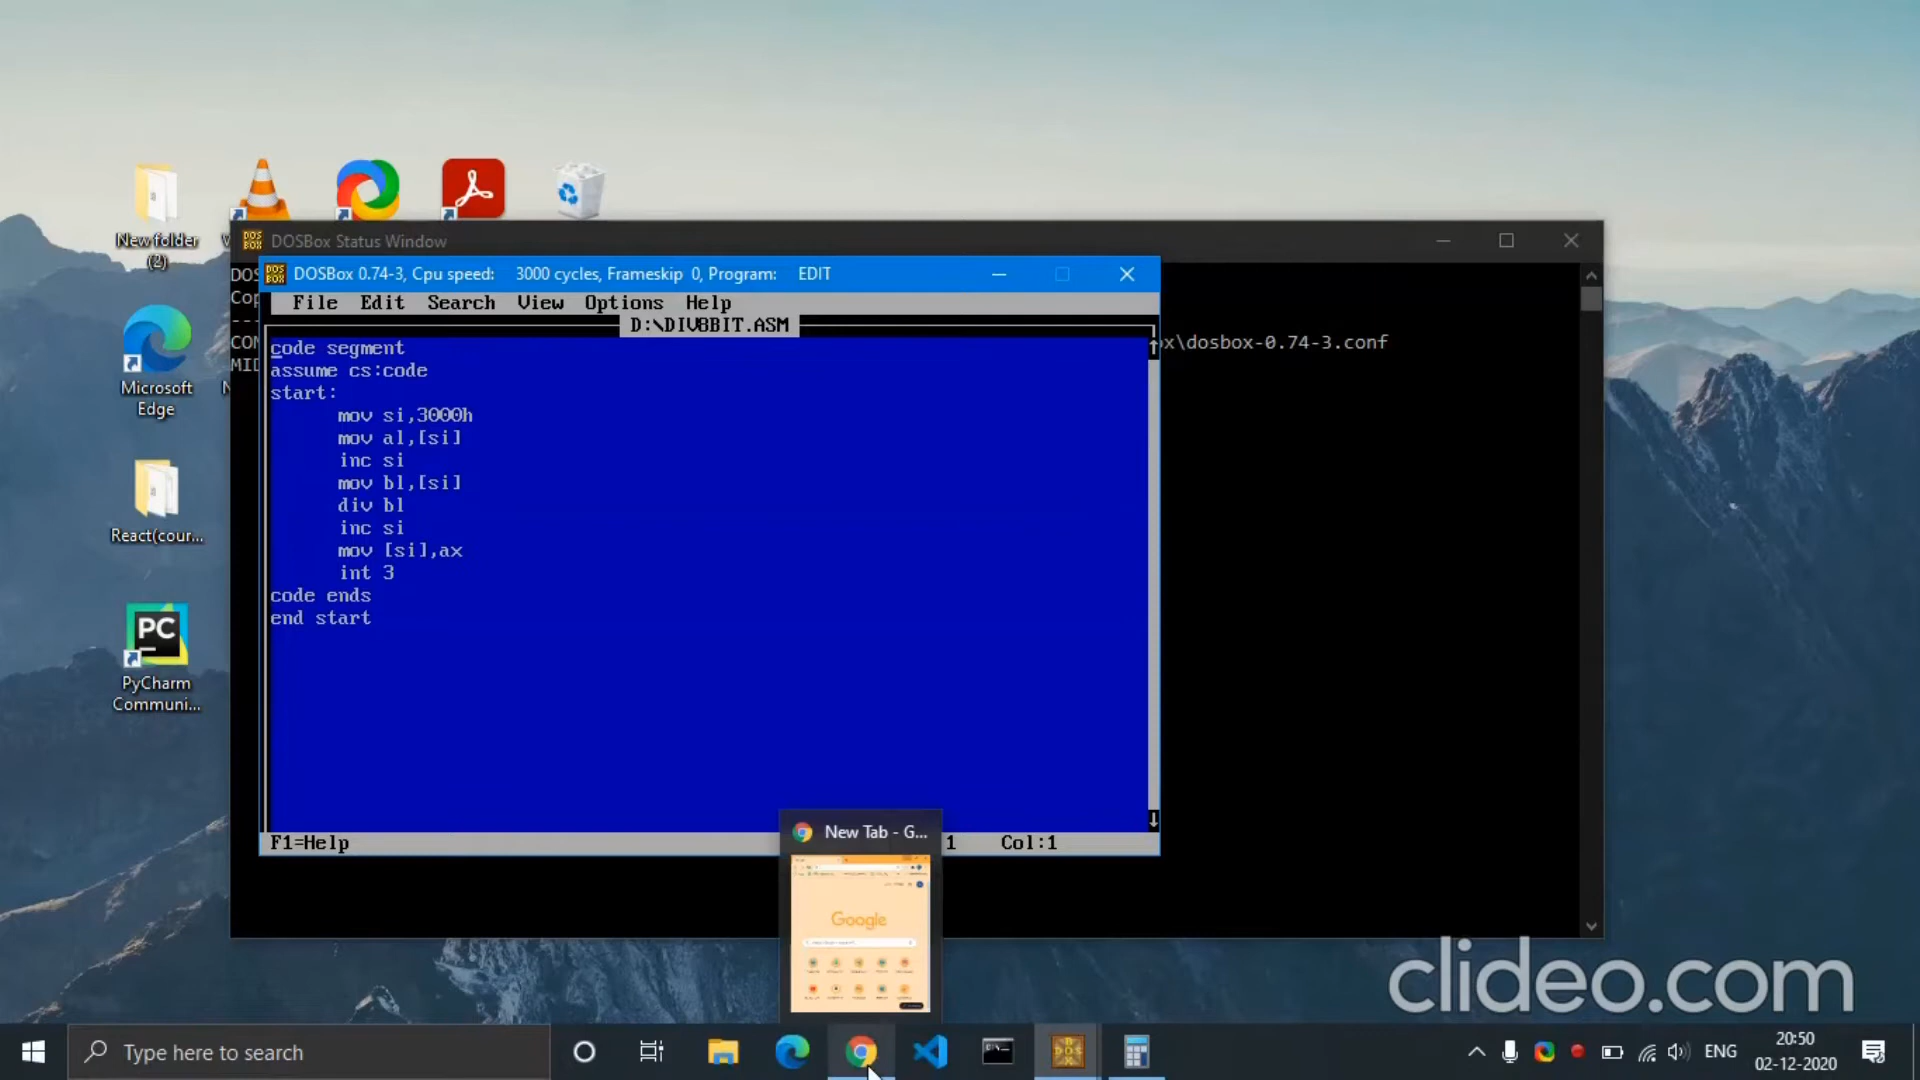 New folder
(2)
Microsoft
Edge
React(cour...
PC
PyCharm
Communi...
DOSBox Status Window
DOSBox 0.74-3, Cpu speed: 3000 cycles, Frameskip 0, Program: EDIT
File Edit Search View Options Help
D:\DIV8BIT.ASM
x\dosbox-0.74-3.conf
code segment
assume cs:code
start:
mov si,3000h
mov al,[si]
inc si
mov bl,[si]
div bl
inc si
mov [si],ax
int 3
code ends
end start
F1=Help
1 Col:1
New Tab - G...
Google
clideo.com
Type here to search
ENG
20:50
02-12-2020